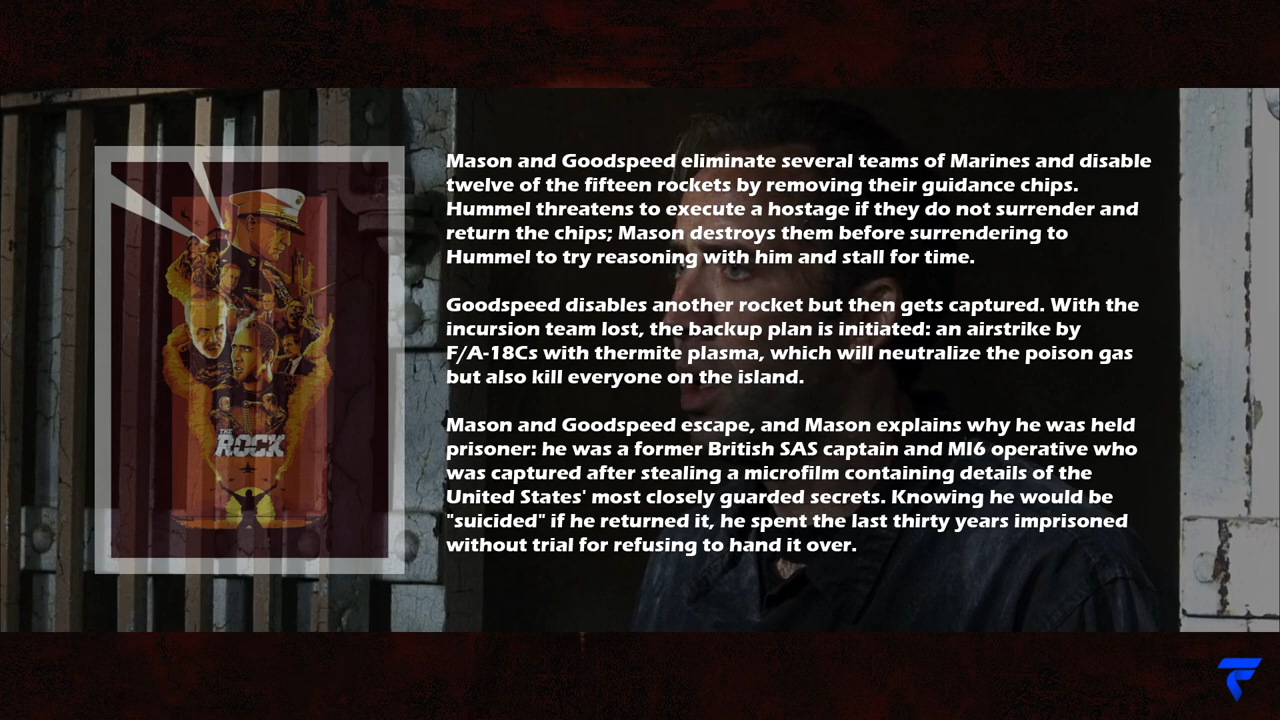 Mason and Goodspeed eliminate several teams of Marines and disable
twelve of the fifteen rockets by removing their guidance chips.
Hummel threatens to execute a hostage if they do not surrender and
return the chips; Mason destroys them before surrendering to
Hummel to try reasoning with him and stall for time.
Goodspeed disables another rocket but then gets captured. With the
incursion team lost, the backup plan is initiated: an airstrike by
F/A-18Cs with thermite plasma, which will neutralize the poison gas
but also kill everyone on the island.
Mason and Goodspeed escape, and Mason explains why he was held
prisoner: he was a former British SAS captain and MI6 operative who
was captured after stealing a microfilm containing details of the
United States' most closely guarded secrets. Knowing he would be
"suicided" if he returned it, he spent the last thirty years imprisoned
without trial for refusing to hand it over.
THE
ROCK